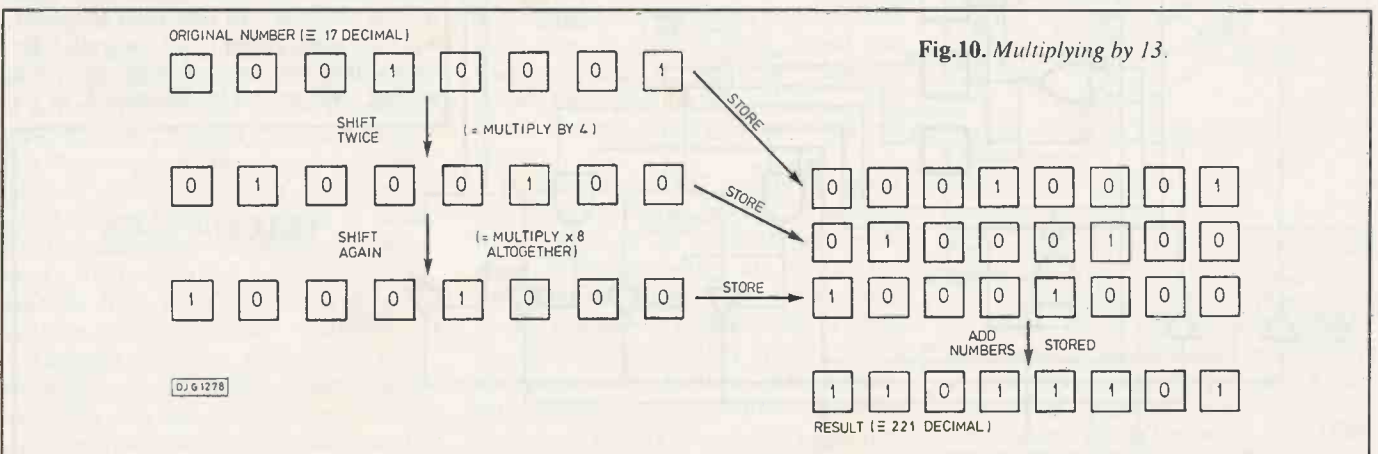 ORIGINAL NUMBER (≡ 17 DECIMAL)
Fig.10. Multiplying by 13.
0 0 0 1 0 0 0 1
STORE
SHIFT
TWICE
(= MULTIPLY BY 4)
0 1 0 0 0 1 0 0
STORE
0 0 0 1 0 0 0 1
SHIFT
AGAIN
(= MULTIPLY x 8
ALTOGETHER)
0 1 0 0 0 1 0 0
1 0 0 0 1 0 0 0
STORE
1 0 0 0 1 0 0 0
ADD
NUMBERS
STORED
DJG1278
1 1 0 1 1 1 0 1
RESULT (≡ 221 DECIMAL)